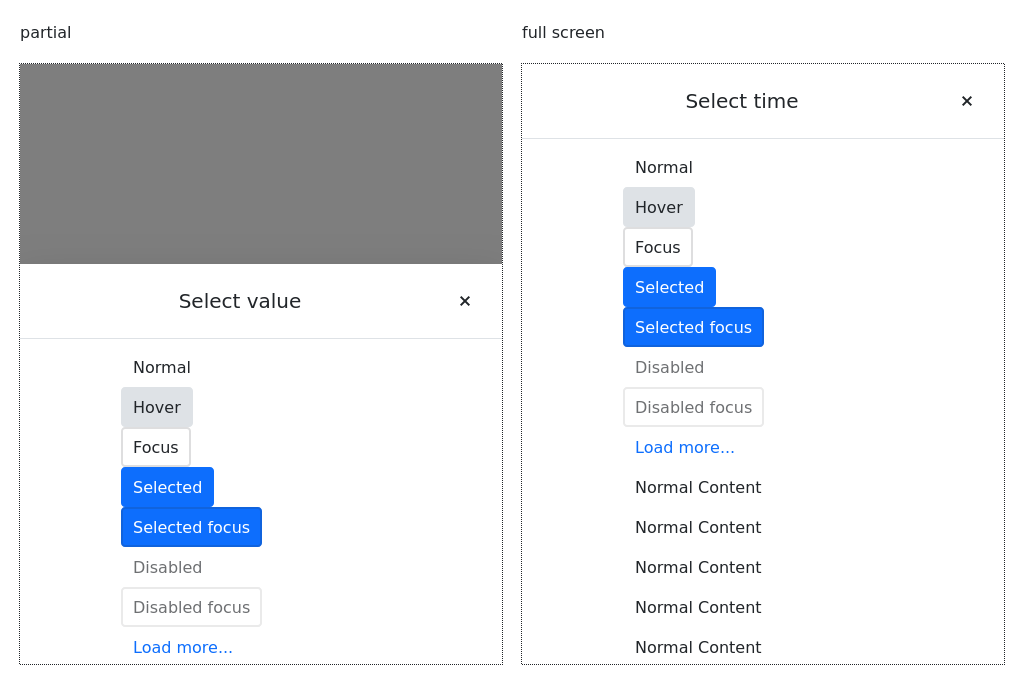 partial
Select value
Normal
Hover
Focus
Selected
Selected focus
Disabled
Disabled focus
Load more...
full screen
Select time
Normal
Hover
Focus
Selected
Selected focus
Disabled
Disabled focus
Load more...
Normal Content
Normal Content
Normal Content
Normal Content
Normal Content